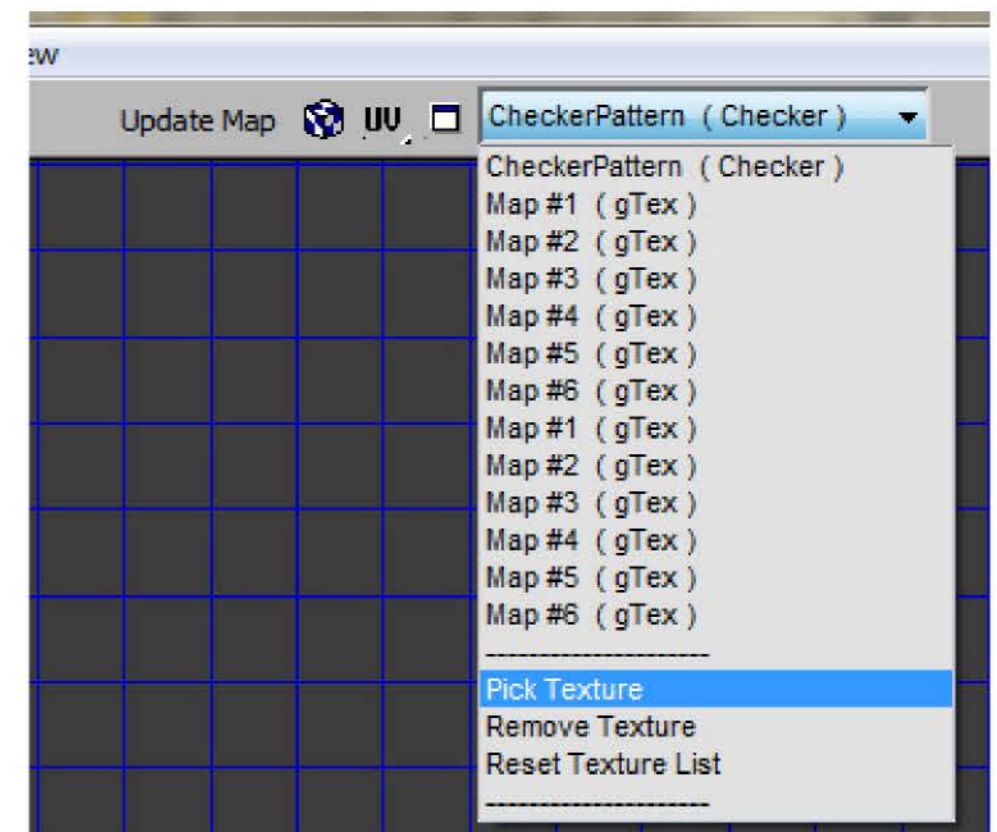 ew
Update Map UV CheckerPattern ( Checker )
CheckerPattern ( Checker )
Map #1 ( gTex )
Map #2 ( gTex )
Map #3 ( gTex )
Map #4 ( gTex )
Map #5 ( gTex )
Map #6 ( gTex )
Map #1 ( gTex )
Map #2 ( gTex )
Map #3 ( gTex )
Map #4 ( gTex )
Map #5 ( gTex )
Map #6 ( gTex )
---------------------
Pick Texture
Remove Texture
Reset Texture List
---------------------